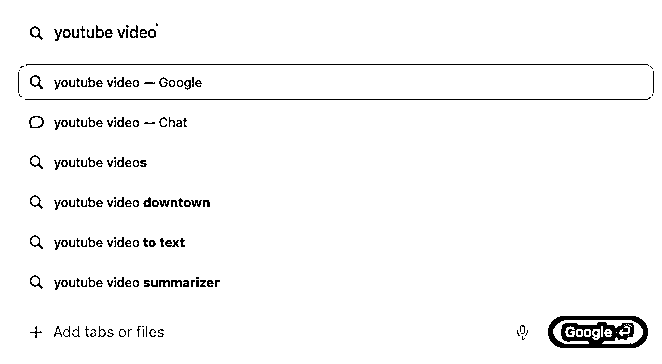 youtube video
youtube video — Google
youtube video — Chat
youtube videos
youtube video downtown
youtube video to text
youtube video summarizer
Add tabs or files
Google